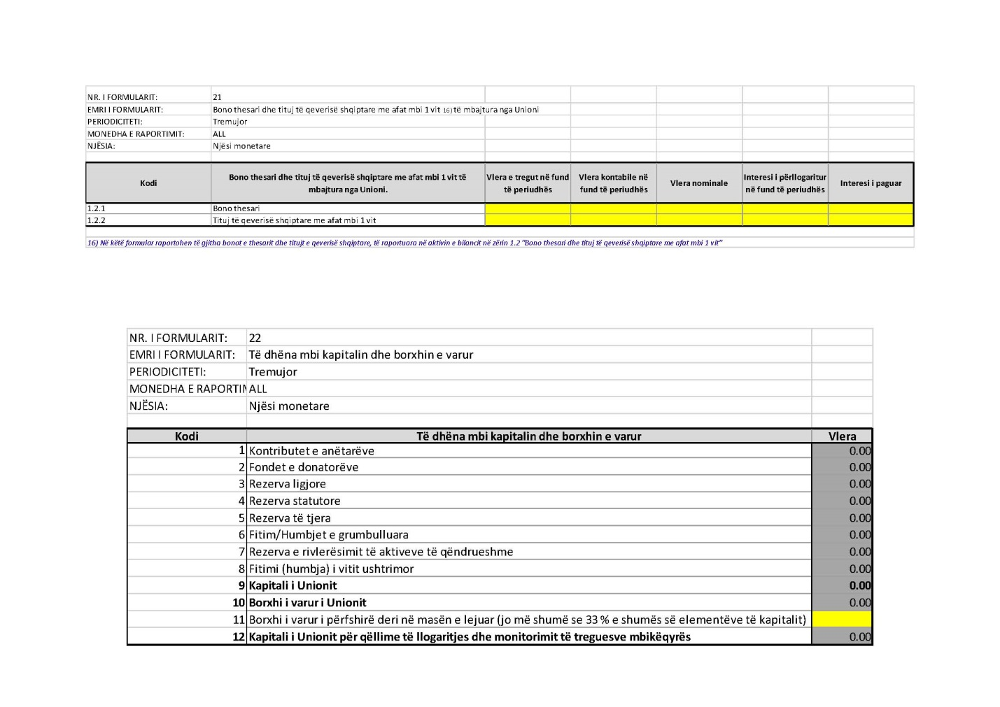 NR. I FORMULARIT: 21
EMRI I FORMULARIT: Bono thesari dhe tituj të qeverisë shqiptare me afat mbi 1 vit 16) të mbajtura nga Unioni
PERIODICITETI: Tremujor
MONEDHA E RAPORTIMIT: ALL
NJËSIA: Njësi monetare
Kodi Bono thesari dhe tituj të qeverisë shqiptare me afat mbi 1 vit të mbajtura nga Unioni. Vlera e tregut në fund të periudhës Vlera kontabile në fund të periudhës Vlera nominale Interesi i përllogaritur në fund të periudhës Interesi i paguar
1.2.1 Bono thesari
1.2.2 Tituj të qeverisë shqiptare me afat mbi 1 vit
16) Në këtë formular raportohen të gjitha bonot e thesarit dhe titujt e qeverisë shqiptare, të raportuara në aktivin e bilancit në zërin 1.2 "Bono thesari dhe tituj të qeverisë shqiptare me afat mbi 1 vit"
NR. I FORMULARIT: 22
EMRI I FORMULARIT: Të dhëna mbi kapitalin dhe borxhin e varur
PERIODICITETI: Tremujor
MONEDHA E RAPORTIM ALL
NJËSIA: Njësi monetare
Kodi Të dhëna mbi kapitalin dhe borxhin e varur Vlera
1 Kontributet e anëtarëve 0.00
2 Fondet e donatorëve 0.00
3 Rezerva ligjore 0.00
4 Rezerva statutore 0.00
5 Rezerva të tjera 0.00
6 Fitim/Humbjet e grumbulluara 0.00
7 Rezerva e rivlerësimit të aktiveve të qëndrueshme 0.00
8 Fitimi (humbja) i vitit ushtrimor 0.00
9 Kapitali i Unionit 0.00
10 Borxhi i varur i Unionit 0.00
11 Borxhi i varur i përfshirë deri në masën e lejuar (jo më shumë se 33 % e shumës së elementëve të kapitalit)
12 Kapitali i Unionit për qëllime të llogaritjes dhe monitorimit të treguesve mbikëqyrës 0.00